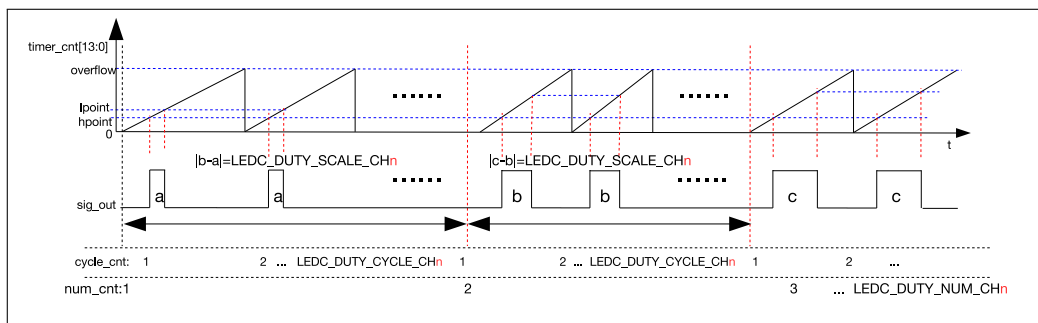 timer_cnt[13:0]
overflow
lpoint
hpoint
0
t
|b-a|=LEDC_DUTY_SCALE_CHn
|c-b|=LEDC_DUTY_SCALE_CHn
a a b b c c
sig_out
cycle_cnt: 1 2 ... LEDC_DUTY_CYCLE_CHn 1 2 ... LEDC_DUTY_CYCLE_CHn 1 2 ...
num_cnt:1 2 3 ... LEDC_DUTY_NUM_CHn